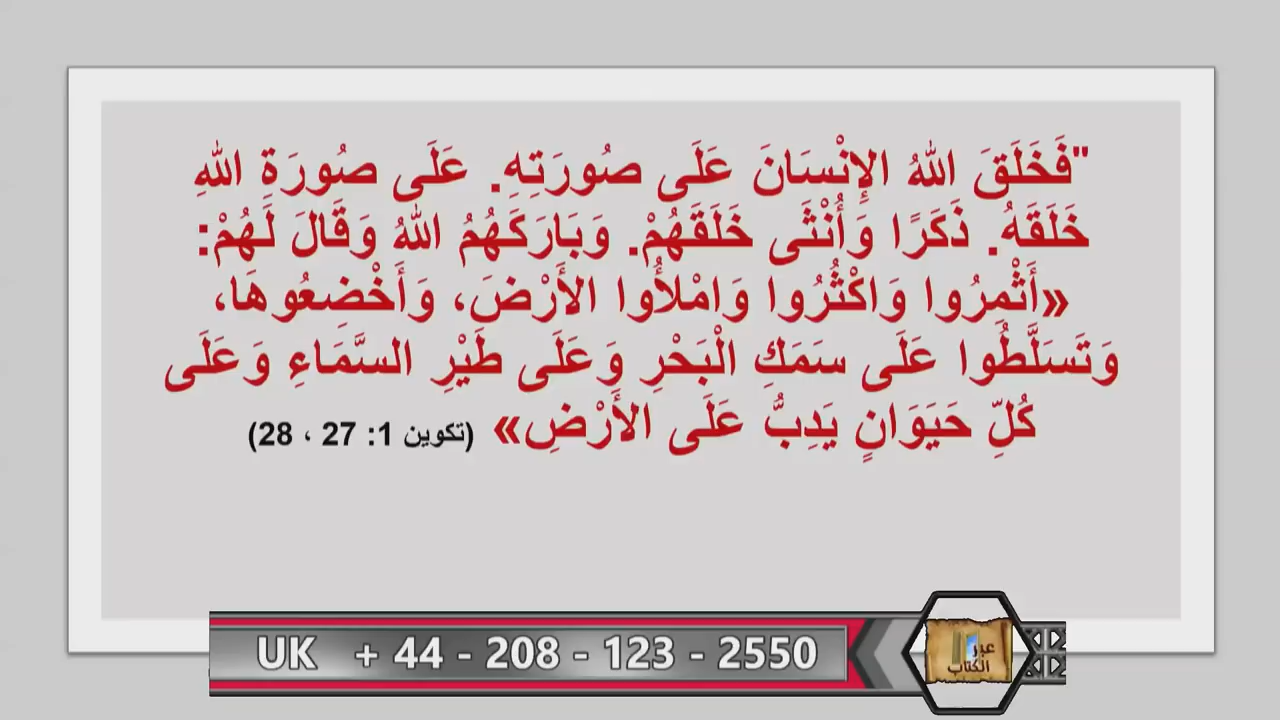 "فَخَلَقَ اللهُ الإِنْسَانَ عَلَى صُورَتِهِ. عَلَى صُورَةِ اللهِ
خَلَقَهُ. ذَكَرًا وَأُنْثَى خَلَقَهُمْ. وَبَارَكَهُمُ اللهُ وَقَالَ لَهُمْ:
«أَثْمِرُوا وَاكْثُرُوا وَامْلأُوا الأَرْضَ، وَأَخْضِعُوهَا،
وَتَسَلَّطُوا عَلَى سَمَكِ الْبَحْرِ وَعَلَى طَيْرِ السَّمَاءِ وَعَلَى
كُلِّ حَيَوَانٍ يَدِبُّ عَلَى الأَرْضِ» (تكوين 1: 27 ، 28)
UK + 44 - 208 - 123 - 2550
عبر
الكتاب